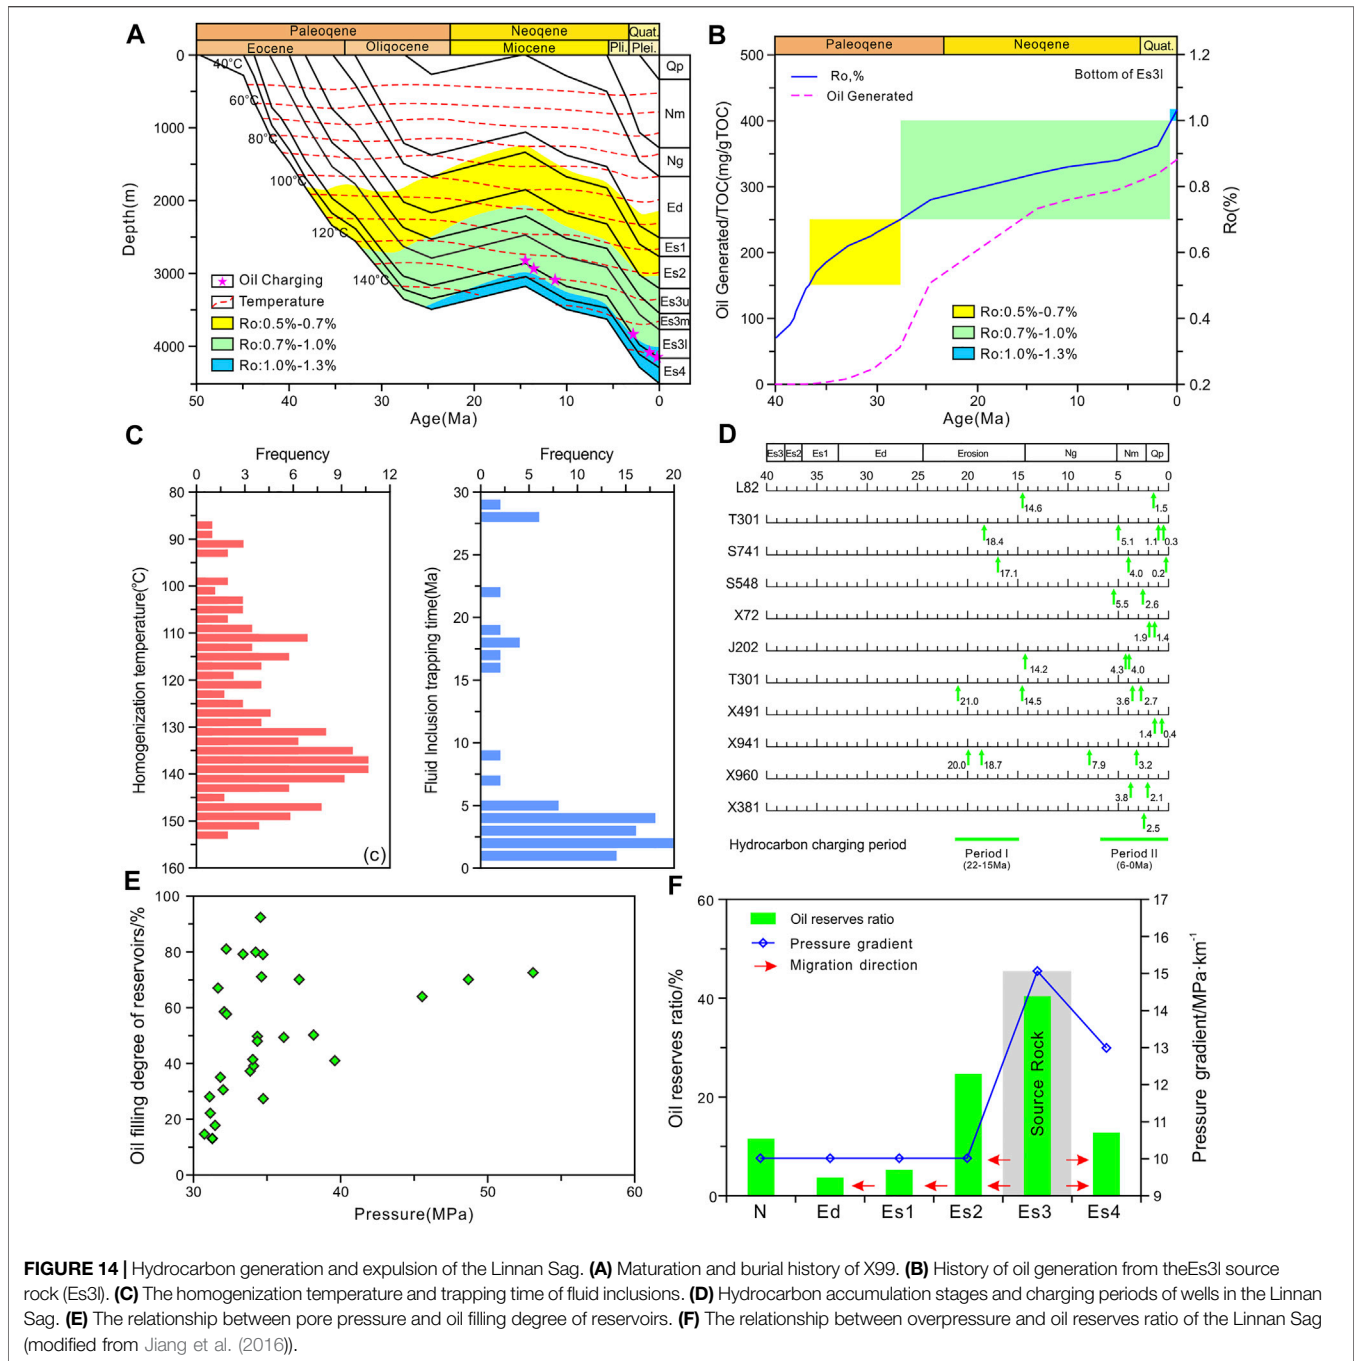 A
Paleogene
Neogene
Quat.
Eocene
Oligocene
Miocene
Pli.
Plei.
0
1000
2000
3000
4000
Depth(m)
40°C
60°C
80°C
100°C
120°C
140°C
Qp
Nm
Ng
Ed
Es1
Es2
Es3u
Es3m
Es3l
Es4
Oil Charging
Temperature
Ro:0.5%-0.7%
Ro:0.7%-1.0%
Ro:1.0%-1.3%
50 40 30 20 10 0
Age(Ma)
B
Paleogene
Neogene
Quat.
500
400
300
200
100
0
Oil Generated/TOC(mg/gTOC)
Ro,%
Oil Generated
Bottom of Es3l
Ro:0.5%-0.7%
Ro:0.7%-1.0%
Ro:1.0%-1.3%
1.2
1.0
0.8
0.6
0.4
0.2
Ro(%)
40 30 20 10 0
Age(Ma)
C
Frequency
0 3 6 9 12
80
90
100
110
120
130
140
150
160
Homogenization temperature(°C)
(c)
Frequency
0 5 10 15 20
30
25
20
15
10
5
0
Fluid Inclusion trapping time(Ma)
D
Es3 Es2 Es1 Ed Erosion Ng Nm Qp
40 35 30 25 20 15 10 5 0
L82
14.6 1.5
T301
18.4 5.1 1.1 0.3
S741
17.1 4.0 0.2
S548
5.5 2.6
X72
1.9 1.4
J202
14.2 4.3 4.0
T301
21.0 14.5 3.6 2.7
X491
1.4 0.4
X941
20.0 18.7 7.9 3.2
X960
3.8 2.1
X381
2.5
Hydrocarbon charging period
Period I
(22-15Ma)
Period II
(6-0Ma)
E
100
80
60
40
20
0
Oil filling degree of reservoirs/%
30 40 50 60
Pressure(MPa)
F
60
40
20
0
Oil reserves ratio/%
Oil reserves ratio
Pressure gradient
Migration direction
Source Rock
17
16
15
14
13
12
11
10
9
Pressure gradient/MPa·km⁻¹
N Ed Es1 Es2 Es3 Es4
FIGURE 14 | Hydrocarbon generation and expulsion of the Linnan Sag. (A) Maturation and burial history of X99. (B) History of oil generation from theEs3l source
rock (Es3l). (C) The homogenization temperature and trapping time of fluid inclusions. (D) Hydrocarbon accumulation stages and charging periods of wells in the Linnan
Sag. (E) The relationship between pore pressure and oil filling degree of reservoirs. (F) The relationship between overpressure and oil reserves ratio of the Linnan Sag
(modified from Jiang et al. (2016)).